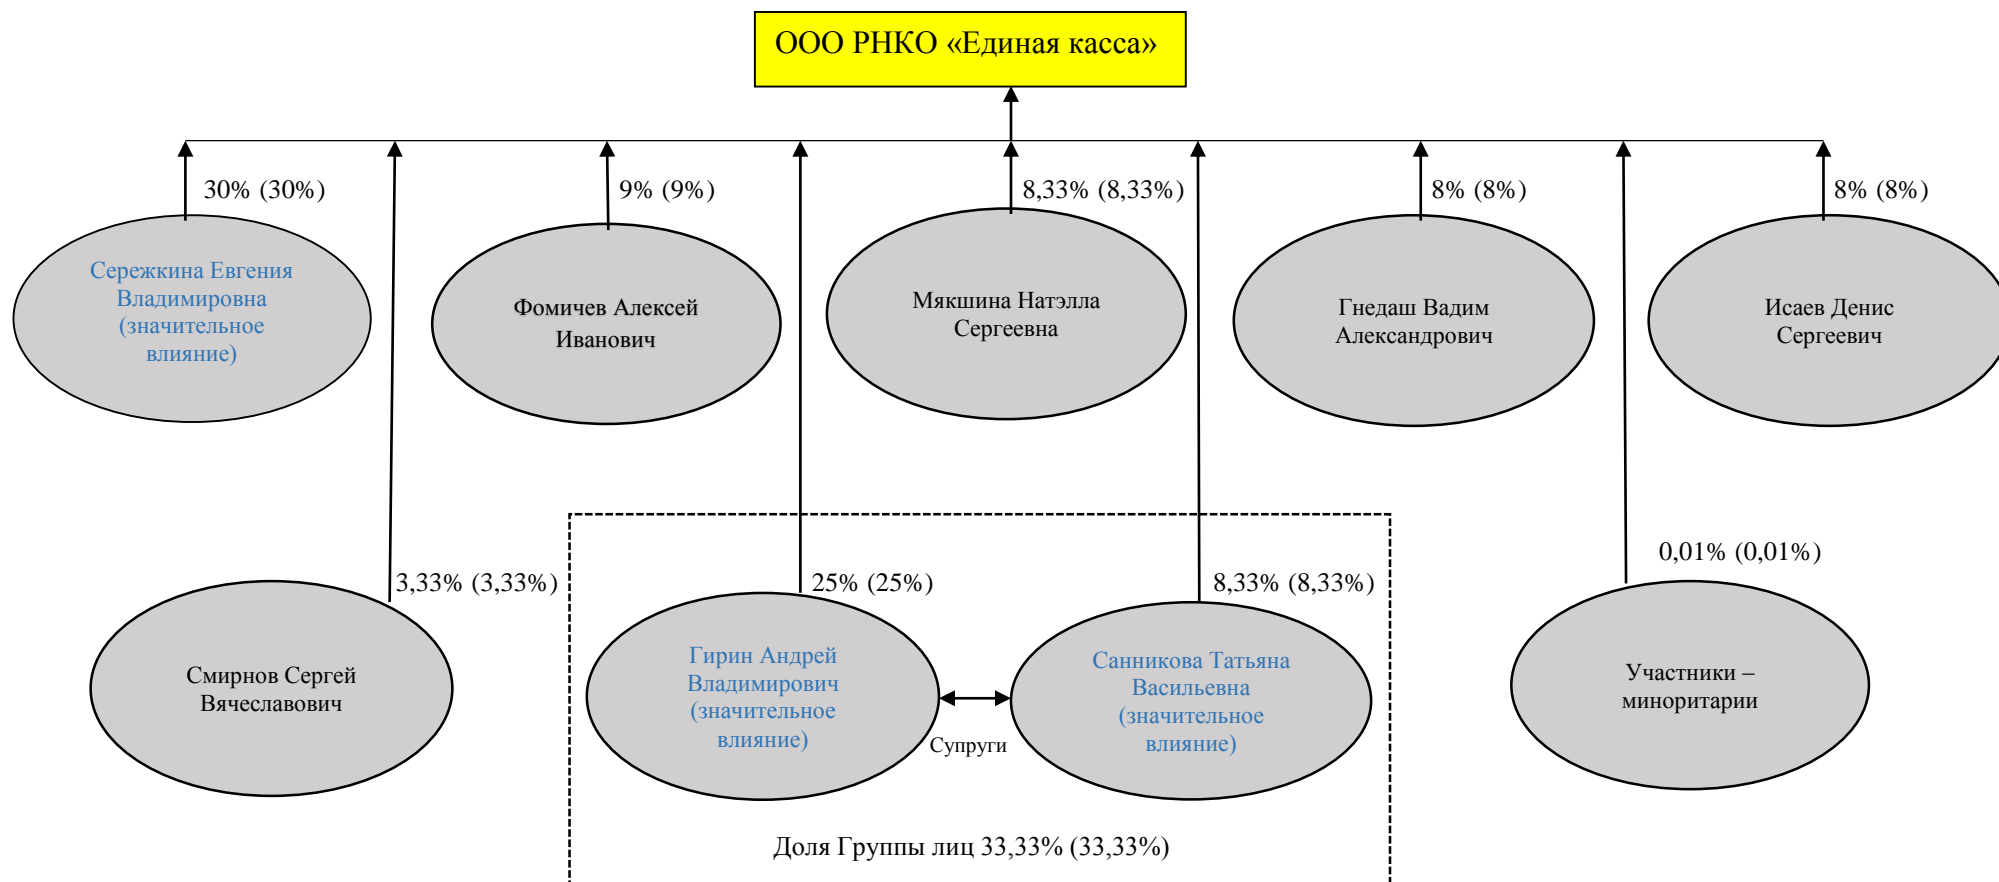 ООО РНКО «Единая касса»
30% (30%)
9% (9%)
8,33% (8,33%)
8% (8%)
8% (8%)
Сережкина Евгения
Владимировна
(значительное
влияние)
Фомичев Алексей
Иванович
Мякшина Натэлла
Сергеевна
Гнедаш Вадим
Александрович
Исаев Денис
Сергеевич
3,33% (3,33%)
25% (25%)
8,33% (8,33%)
0,01% (0,01%)
Смирнов Сергей
Вячеславович
Гирин Андрей
Владимирович
(значительное
влияние)
Супруги
Санникова Татьяна
Васильевна
(значительное
влияние)
Участники –
миноритарии
Доля Группы лиц 33,33% (33,33%)